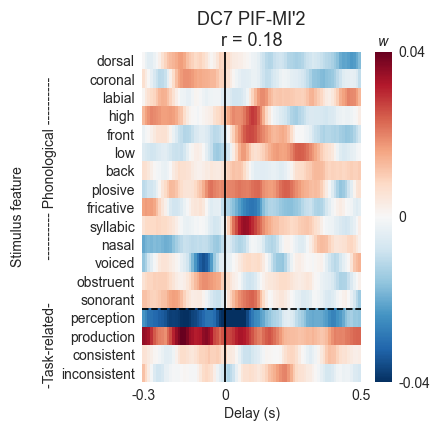 DC7 PIF-MI'2
r = 0.18
w
dorsal
coronal
labial
high
front
low
back
plosive
fricative
syllabic
nasal
voiced
obstruent
sonorant
perception
production
consistent
inconsistent
Stimulus feature
-Task-related- ---------- Phonological ----------
0.04
0
-0.04
-0.3 0 0.5
Delay (s)